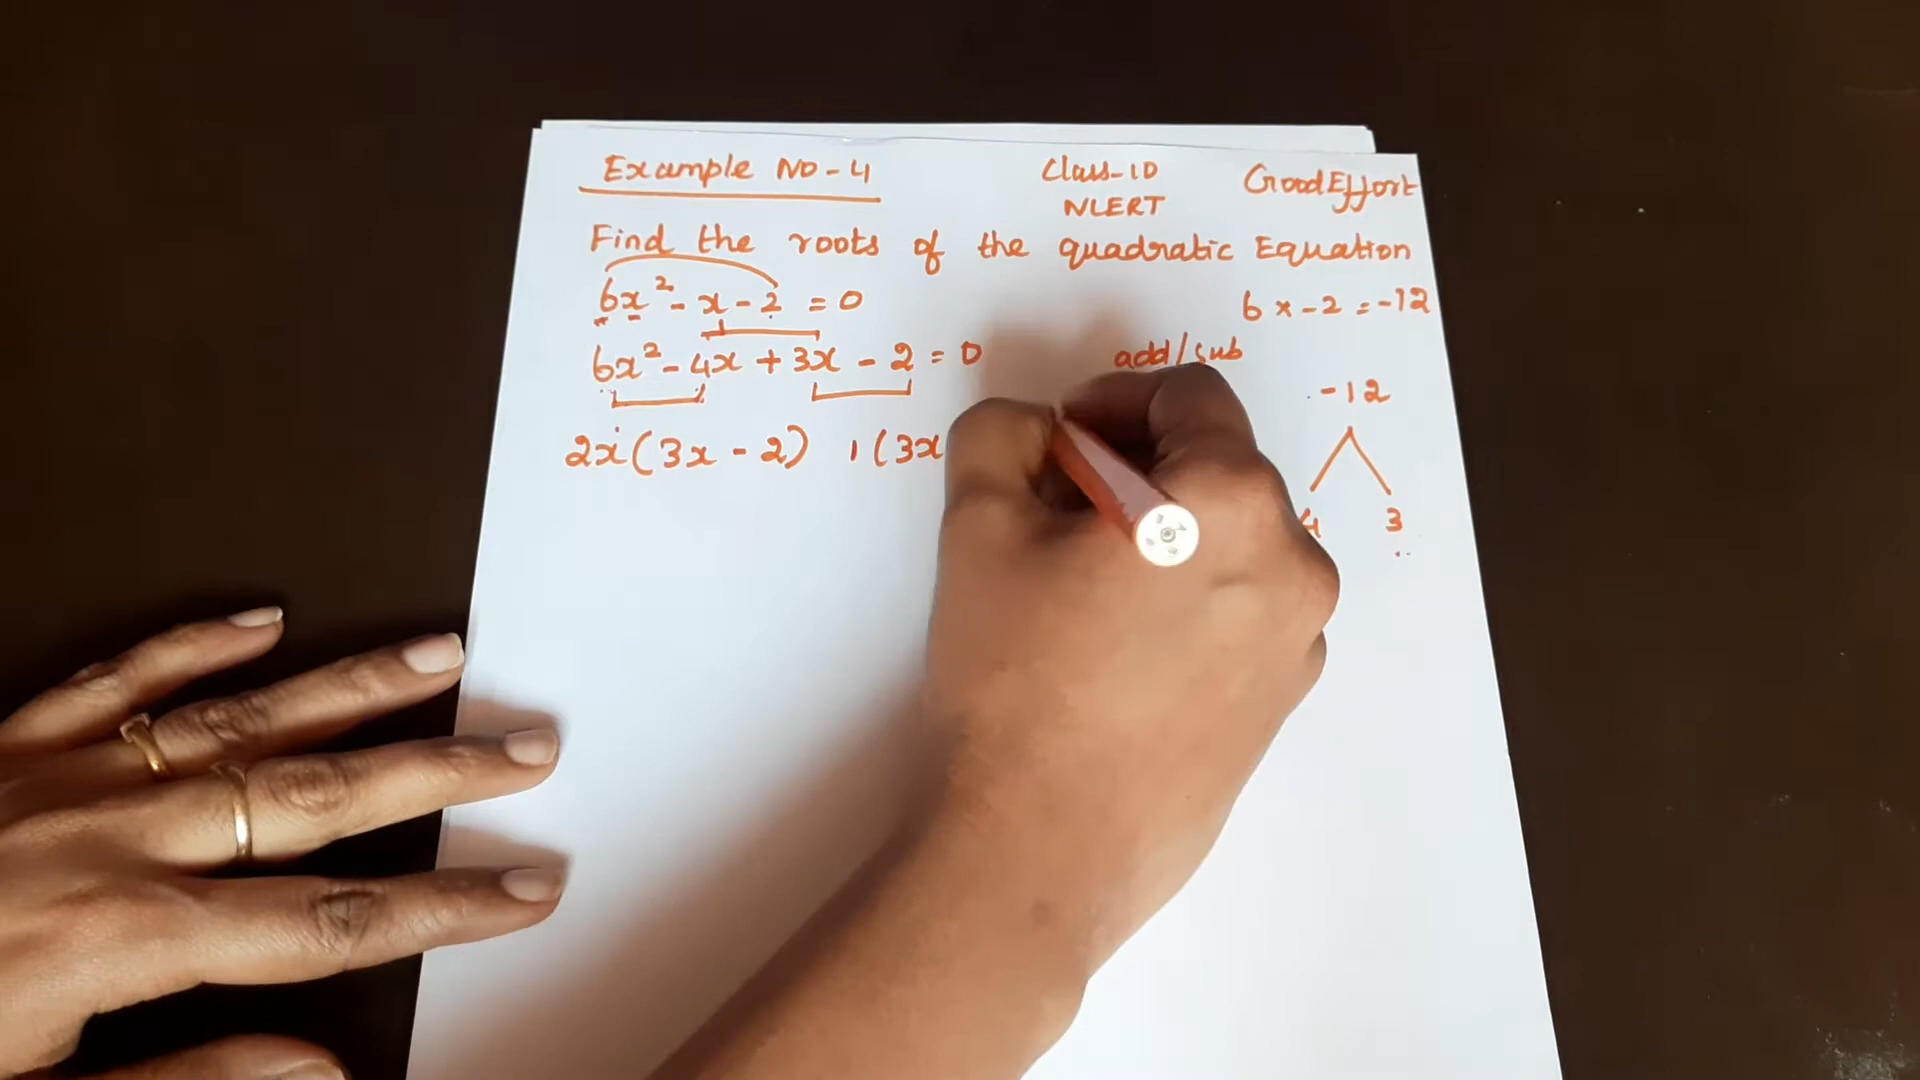 Example NO-4
Class-10
NCERT
GoodEffort
Find the roots of the quadratic Equation
6x² - x - 2 = 0
6 x -2 = -12
6x² - 4x + 3x - 2 = 0
add/sub
-12
2x(3x - 2) 1(3x
4 3